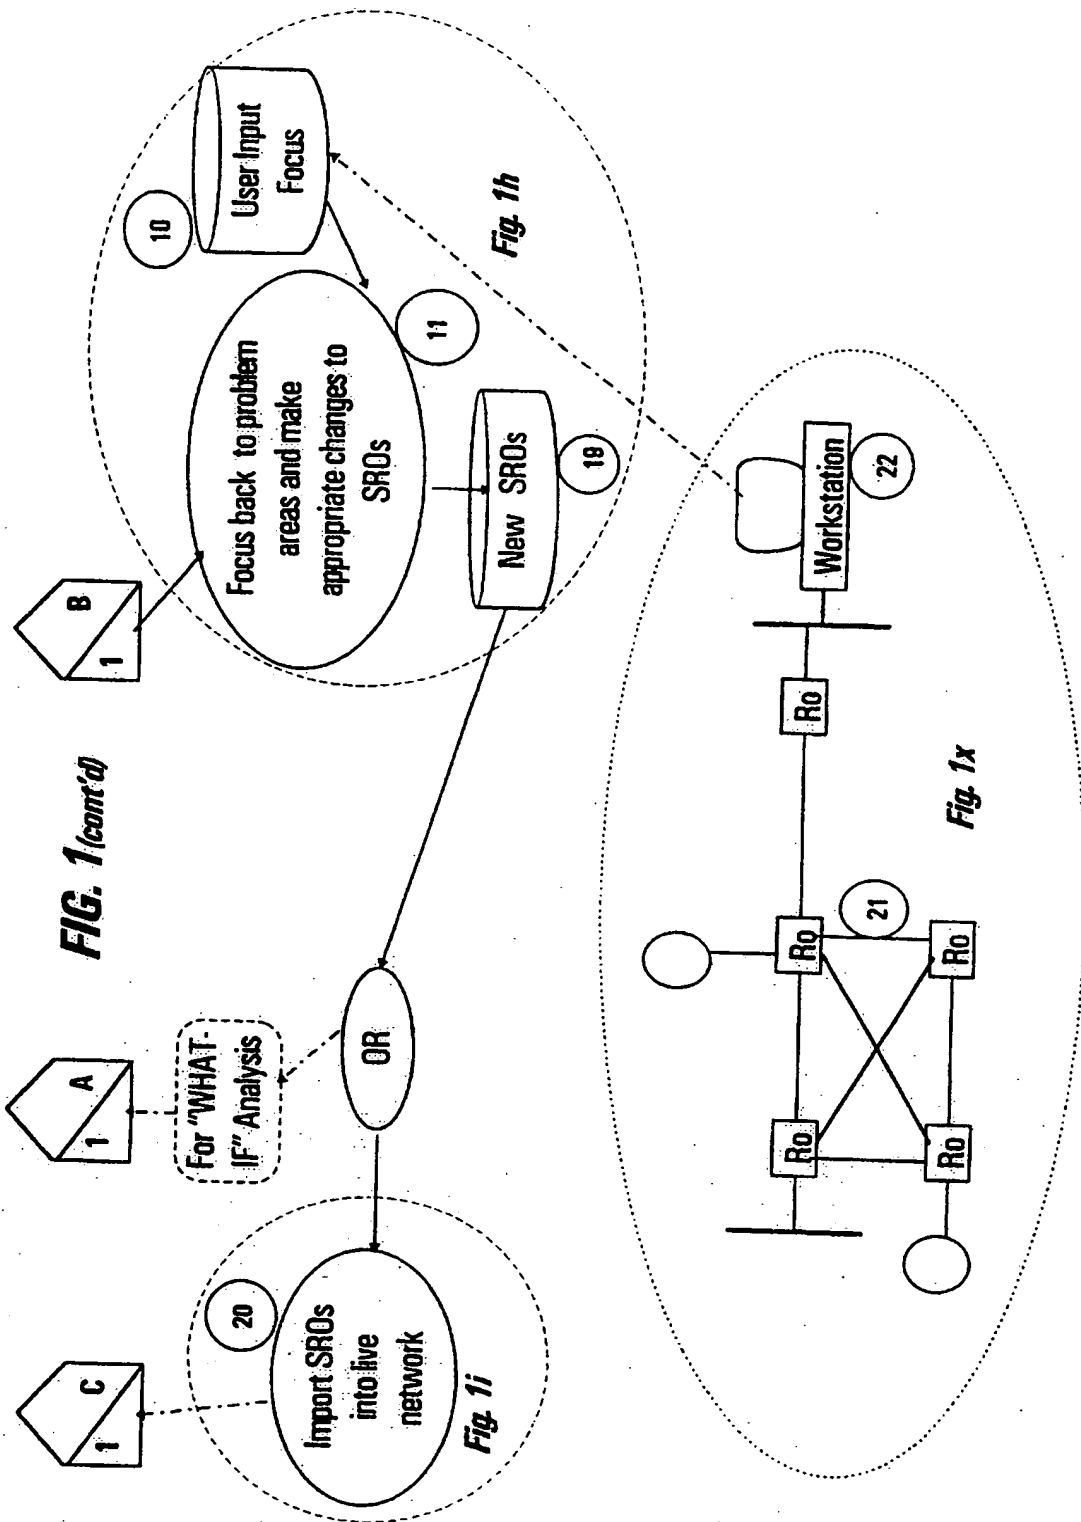 FIG. 1 (cont'd)
1
C
1
A
1
B
20
Import SROs
into live
network
Fig. 1i
For "WHAT-
IF" Analysis
OR
10
User Input
Focus
Focus back to problem
areas and make
appropriate changes to
SROs
11
New SROs
19
Fig. 1h
Ro
Ro
Ro
Ro
Ro
21
Workstation
22
Fig. 1x